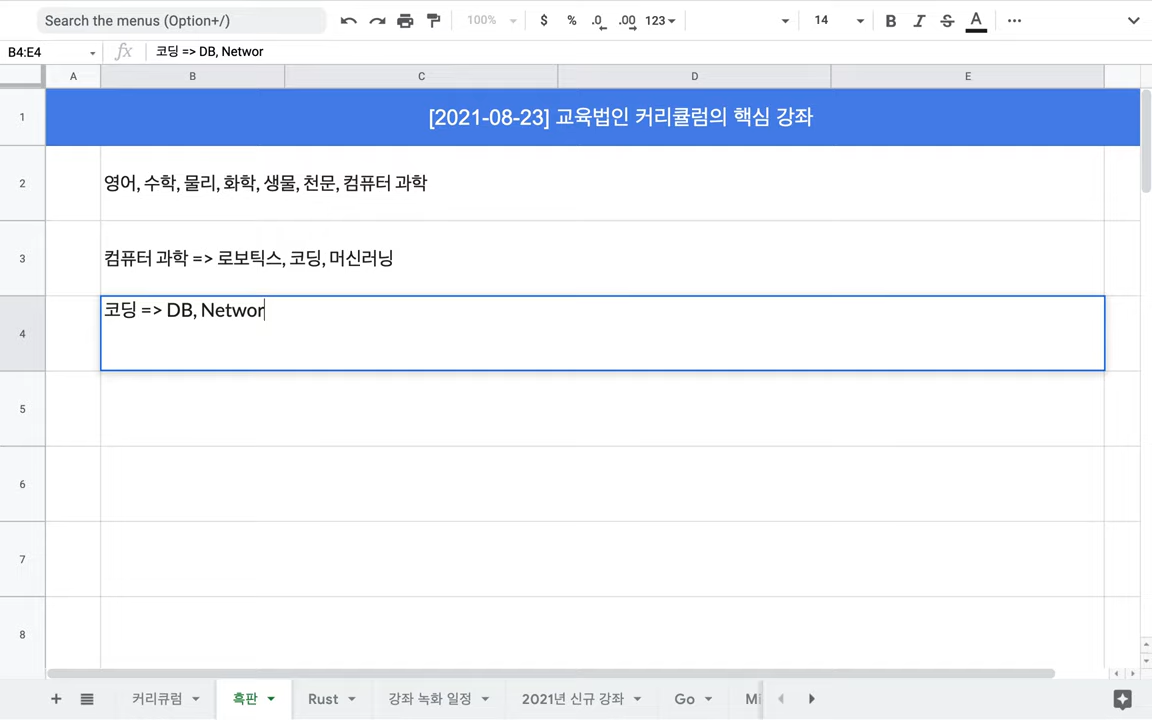 Search the menus (Option+/) 100% $ % .0 .00 123 14 B I S A
B4:E4 fx 코딩 => DB, Networ
A B C D E
1 [2021-08-23] 교육법인 커리큘럼의 핵심 강좌
2 영어, 수학, 물리, 화학, 생물, 천문, 컴퓨터 과학
3 컴퓨터 과학 => 로보틱스, 코딩, 머신러닝
4 코딩 => DB, Networ
5
6
7
8
커리큐럼 흑판 Rust 강좌 녹화 일정 2021년 신규 강좌 Go Mi